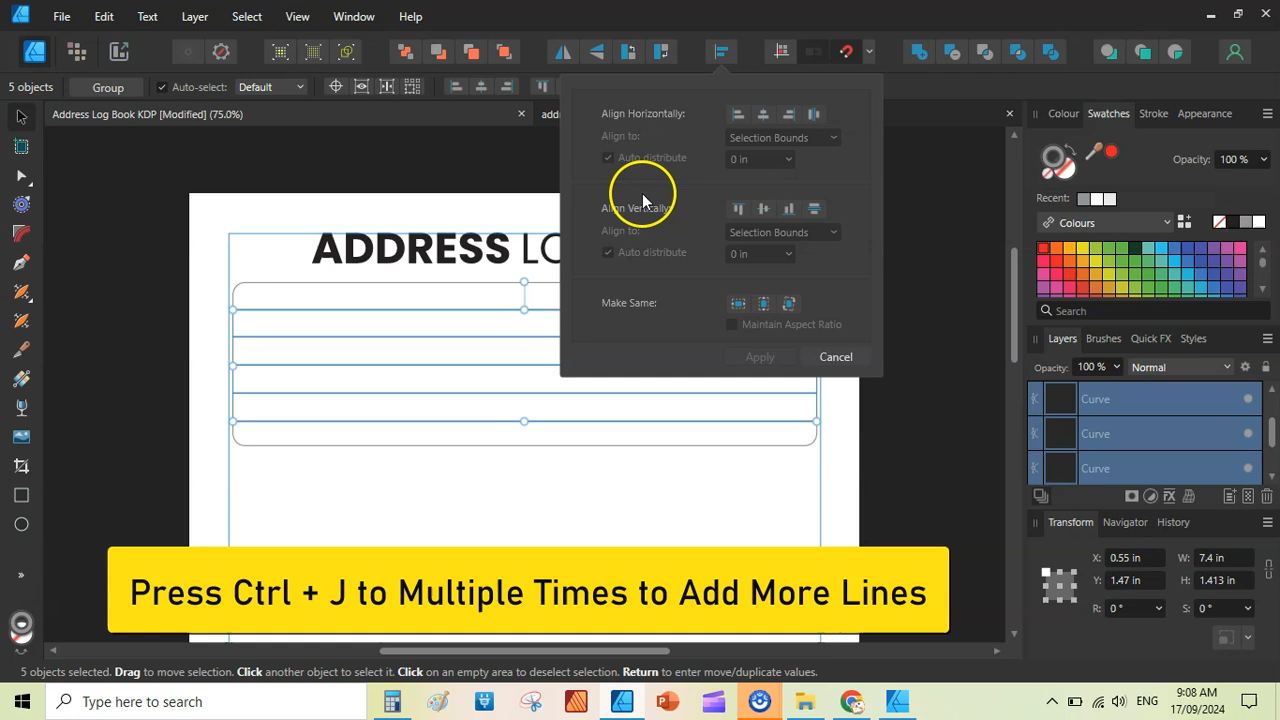 File Edit Text Layer Select View Window Help
5 objects Group Auto-select: Default
Address Log Book KDP [Modified] (75.0%) × × ×
Align Horizontally:
Align to: Selection Bounds
Auto distribute 0 in
Align Vertically:
Align to: Selection Bounds
Auto distribute 0 in
Make Same:
Maintain Aspect Ratio
Apply Cancel
Colour Swatches Stroke Appearance
Opacity: 100 %
Recent:
Colours
Search
Layers Brushes Quick FX Styles
Opacity: 100 % Normal
Curve
Curve
Curve
Transform Navigator History
X: 0.55 in W: 7.4 in
Y: 1.47 in H: 1.413 in
R: 0 ° S: 0 °
ADDRESS
Press Ctrl + J to Multiple Times to Add More Lines
5 objects selected. Drag to move selection. Click another object to select it. Click on an empty area to deselect selection. Return to enter move/duplicate values.
Type here to search
9:08 AM
17/09/2024